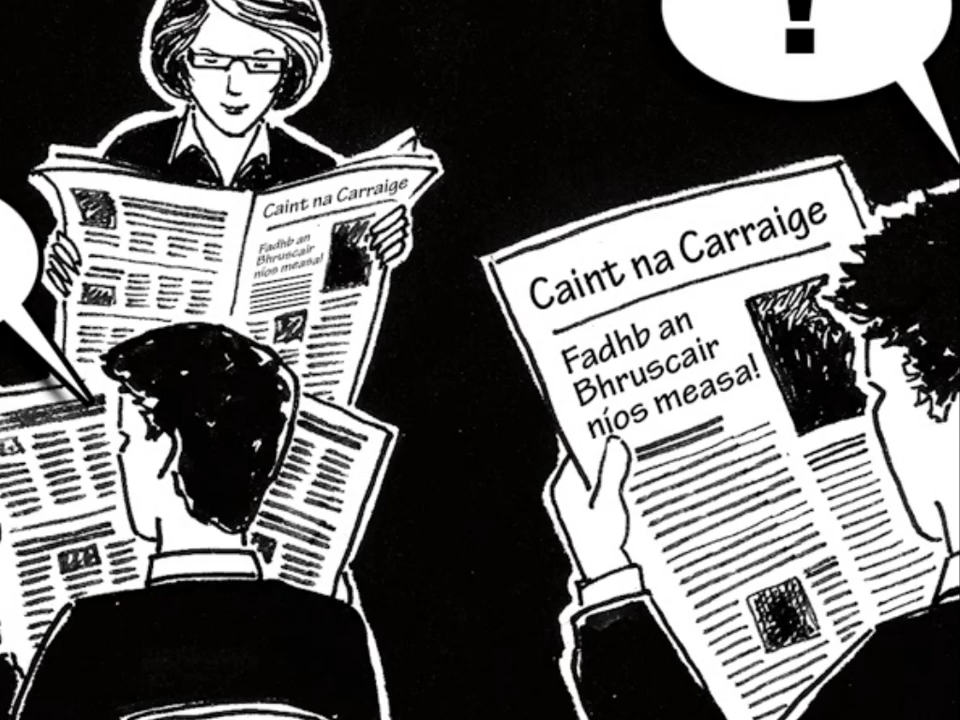 !
Caint na Carraige
Fadhb an
Bhruscair
níos measa!
Caint na Carraige
Fadhb an
Bhruscair
níos measa!